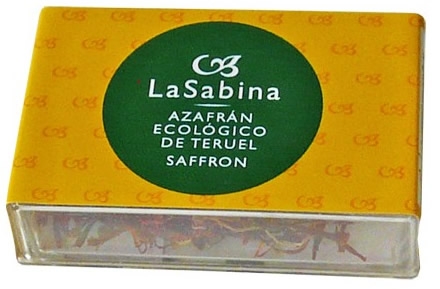 LaSabina
AZAFRÁN
ECOLÓGICO
DE TERUEL
SAFFRON